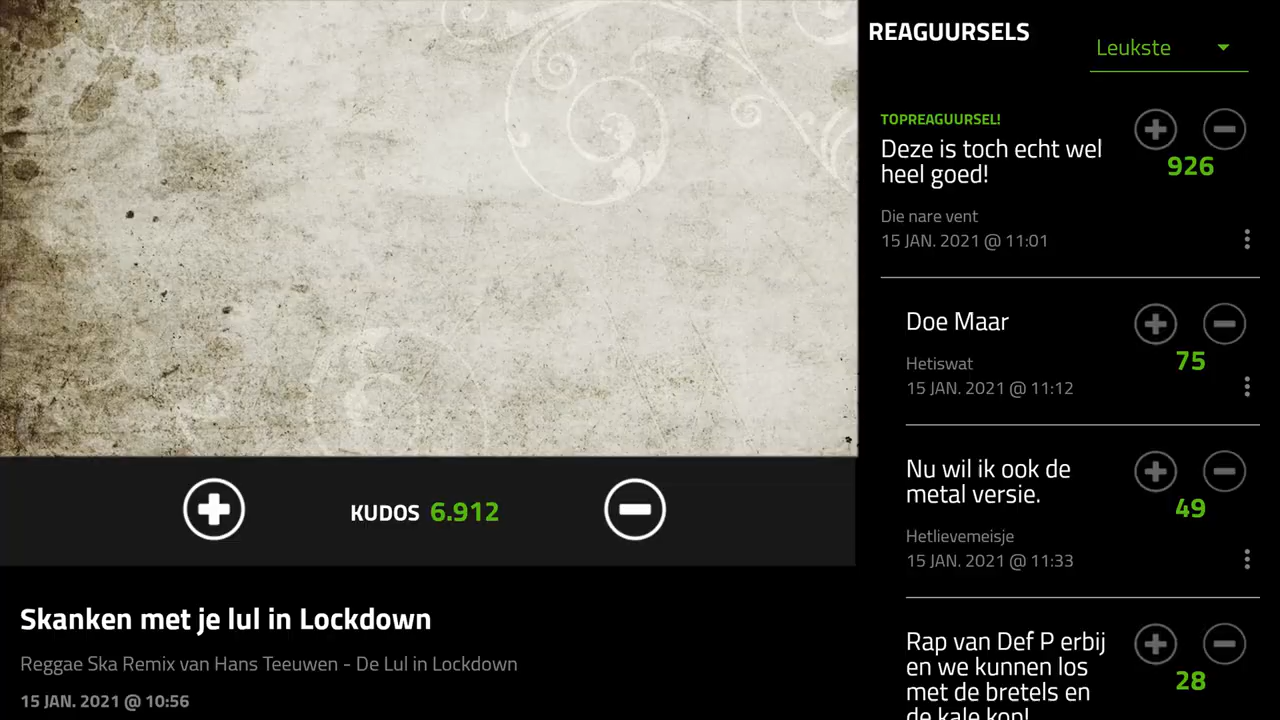 REAGUURSELS
Leukste
TOPREAGUURSEL!
Deze is toch echt wel
heel goed!
926
Die nare vent
15 JAN. 2021 @ 11:01
Doe Maar
75
Hetiswat
15 JAN. 2021 @ 11:12
Nu wil ik ook de
metal versie.
49
Hetlievemeisje
15 JAN. 2021 @ 11:33
Rap van Def P erbij
en we kunnen los
met de bretels en
de kale kop!
28
KUDOS 6.912
Skanken met je lul in Lockdown
Reggae Ska Remix van Hans Teeuwen - De Lul in Lockdown
15 JAN. 2021 @ 10:56